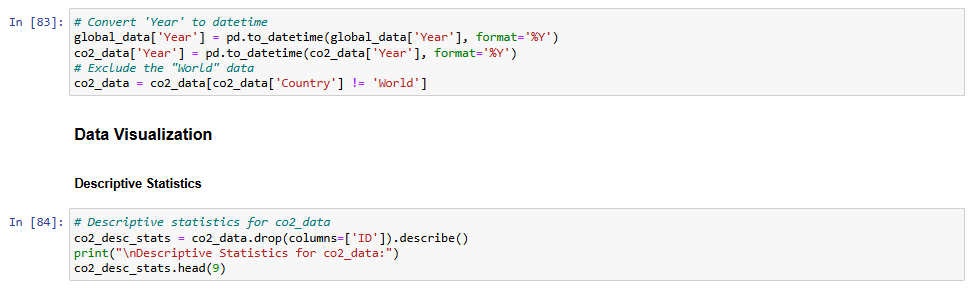 In [83]: # Convert 'Year' to datetime
global_data['Year'] = pd.to_datetime(global_data['Year'], format='%Y')
co2_data['Year'] = pd.to_datetime(co2_data['Year'], format='%Y')
# Exclude the "World" data
co2_data = co2_data[co2_data['Country'] != 'World']
Data Visualization
Descriptive Statistics
In [84]: # Descriptive statistics for co2_data
co2_desc_stats = co2_data.drop(columns=['ID']).describe()
print("\nDescriptive Statistics for co2_data:")
co2_desc_stats.head(9)